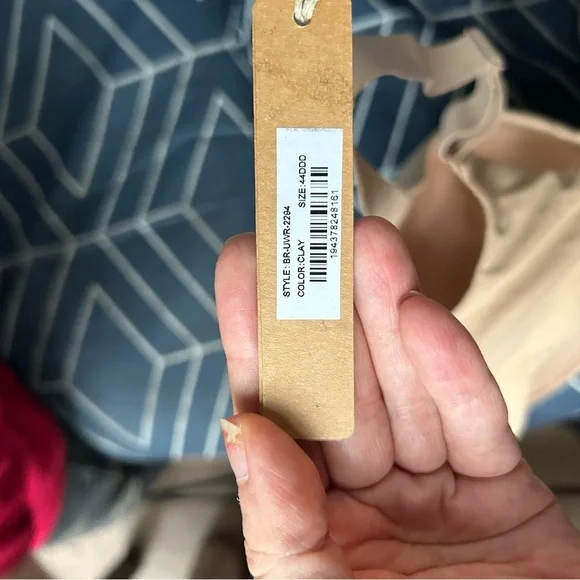 STYLE: BR-UWR-2294
COLOR:CLAY
SIZE:44DDD
194378248161